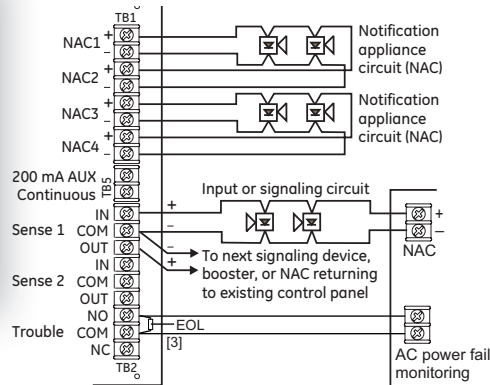 TB1
NAC1 + –
NAC2 + –
NAC3 + –
NAC4 + –
Notification
appliance
circuit (NAC)
Notification
appliance
circuit (NAC)
200 mA AUX
Continuous
TB5
Input or signaling circuit
Sense 1
IN
COM
OUT
+
–
–
+
To next signaling device,
booster, or NAC returning
to existing control panel
+
–
NAC
Sense 2
IN
COM
OUT
Trouble
NO
COM
NC
EOL
[3]
TB2
AC power fail
monitoring